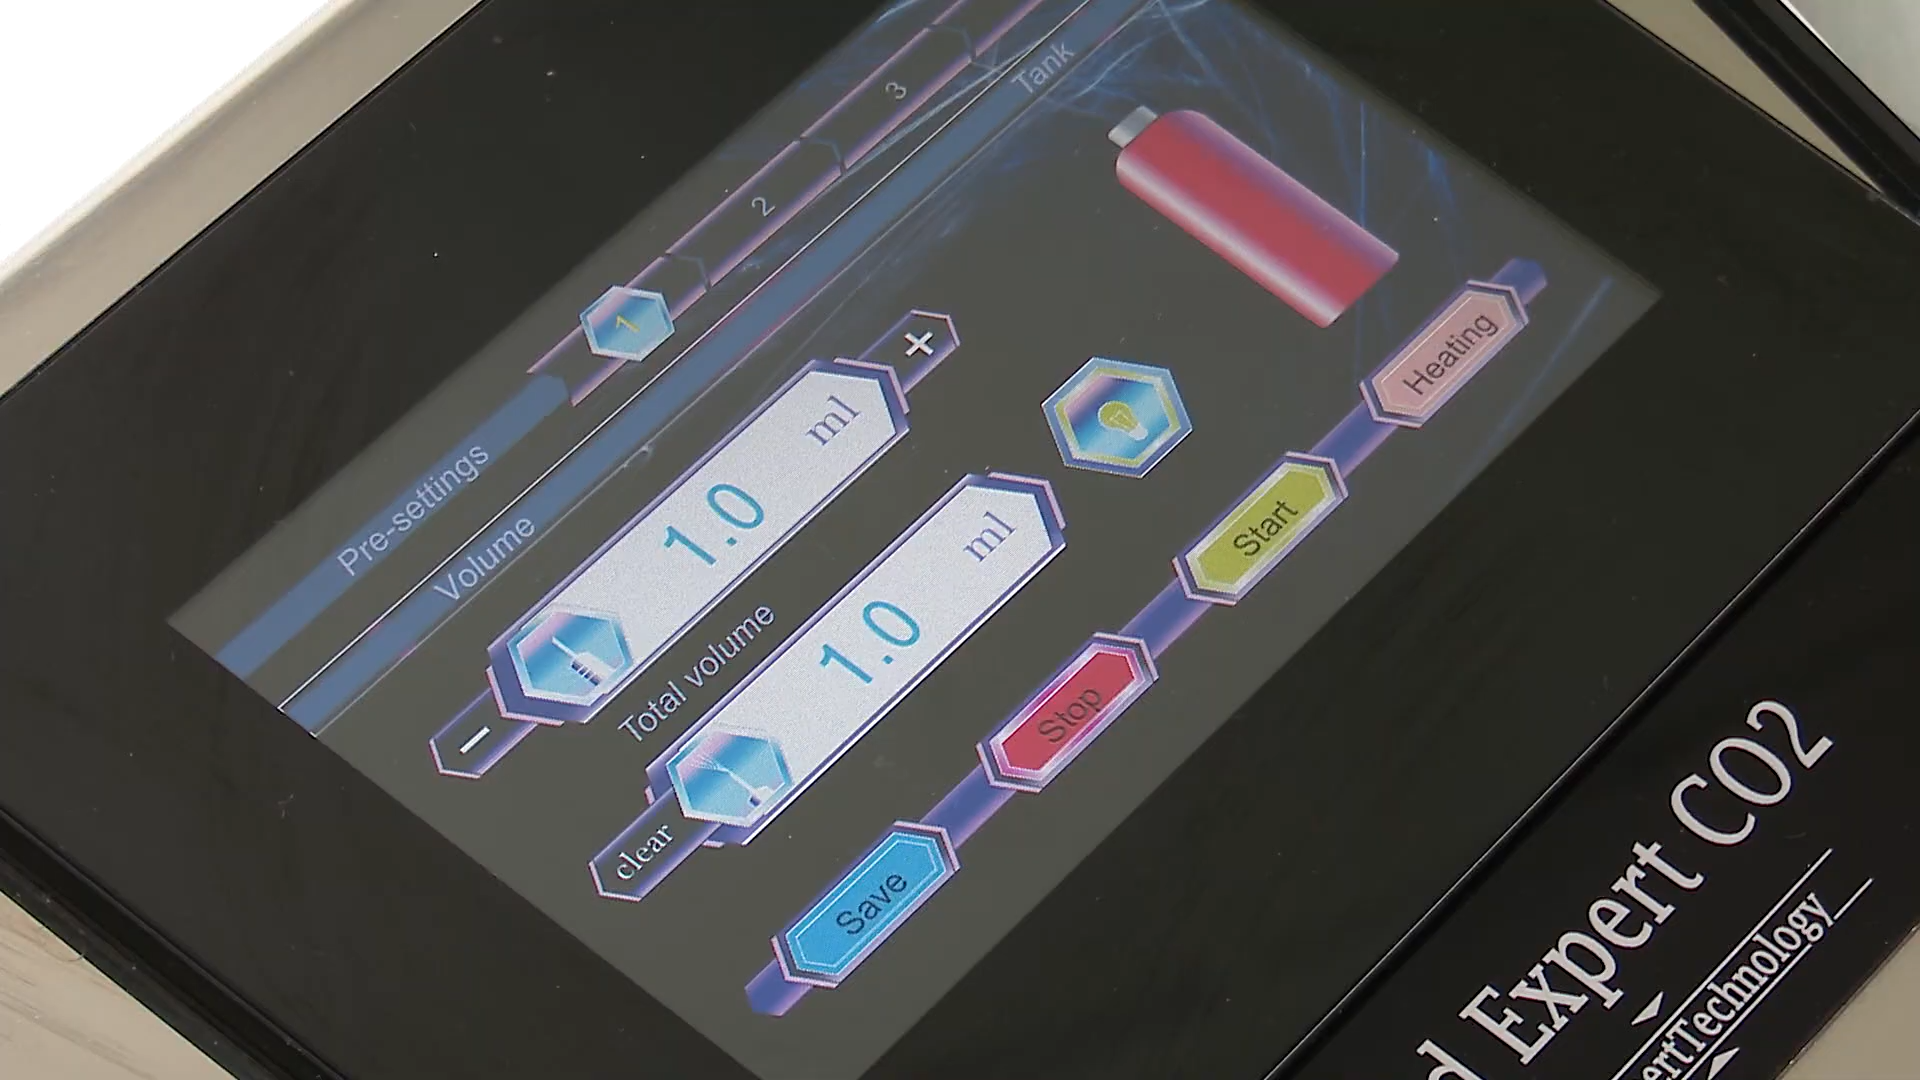 Pre-settings 1 2 3
Volume Tank
− 1.0 ml +
Total volume
clear 1.0 ml
Save Stop Start Heating
Expert CO2